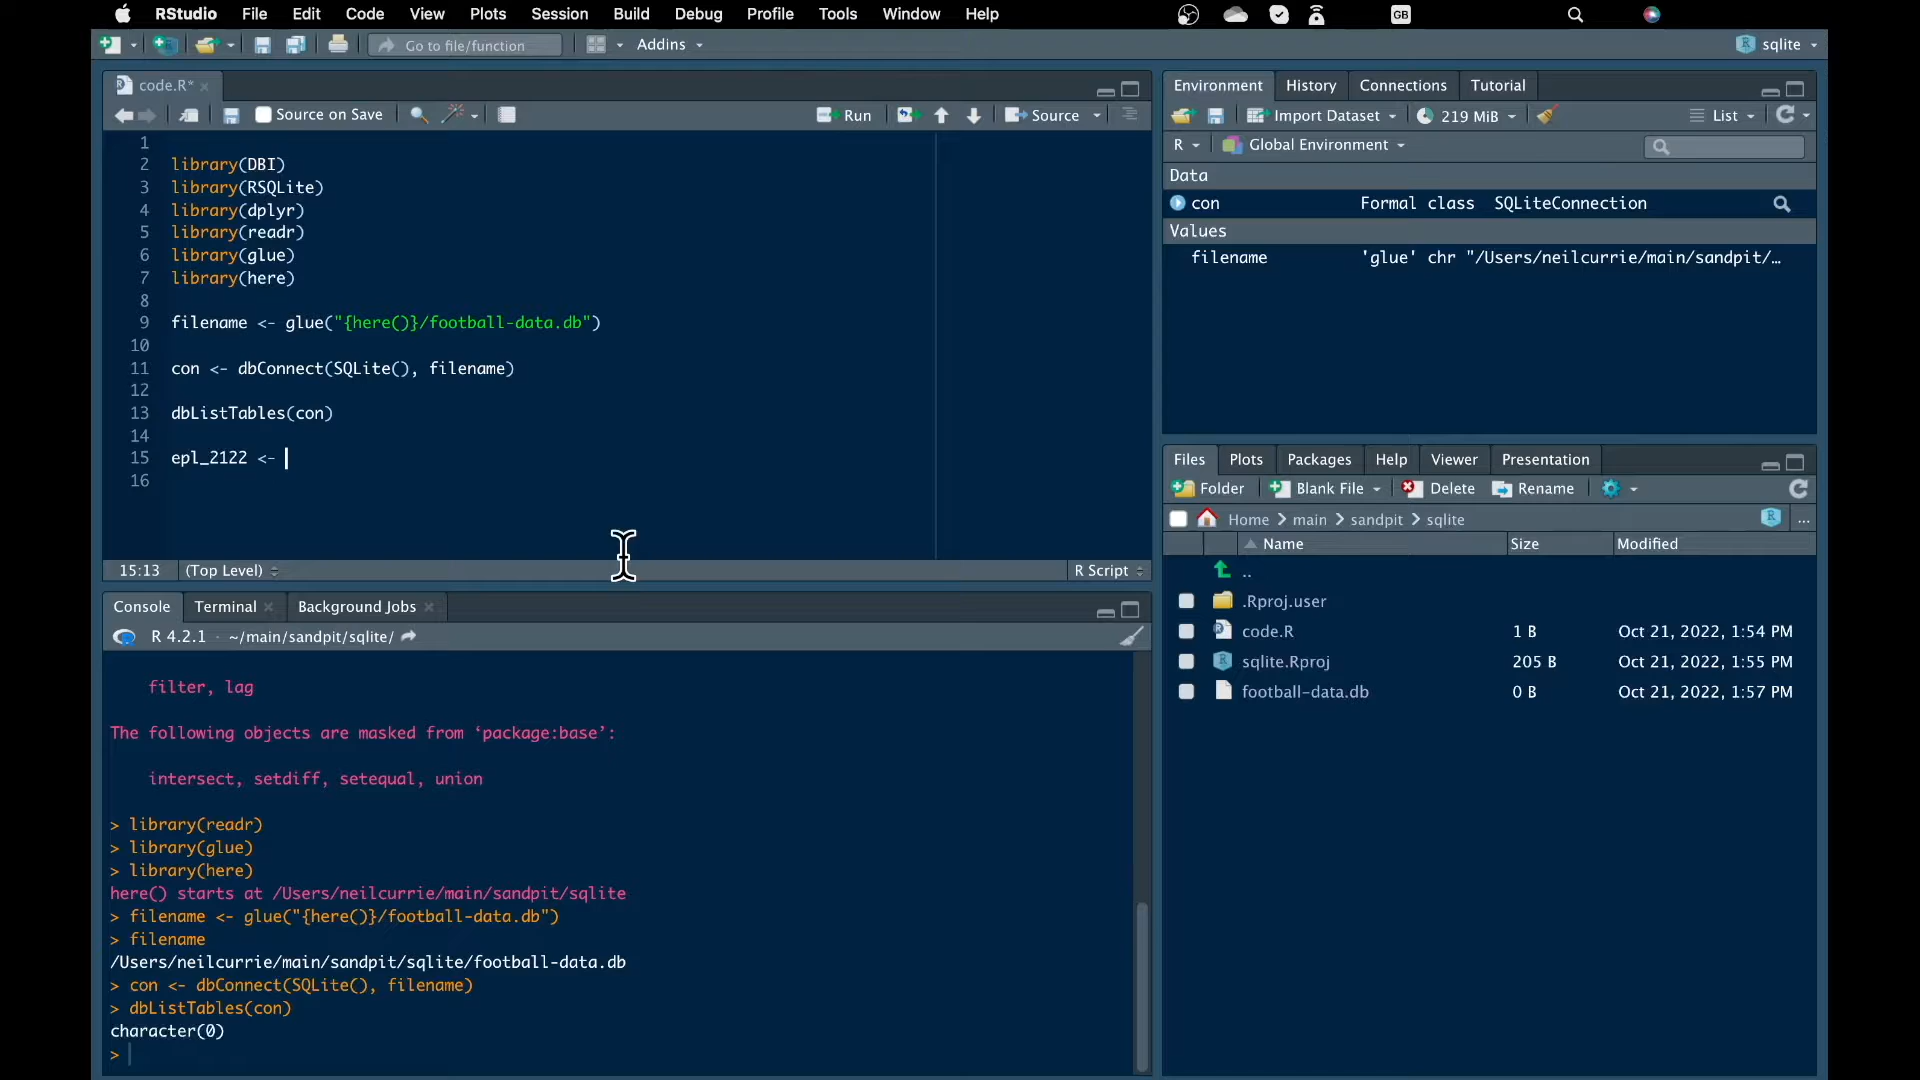 RStudio File Edit Code View Plots Session Build Debug Profile Tools Window Help GB
Go to file/function Addins sqlite
code.R*
Source on Save Run Source
1
2 library(DBI)
3 library(RSQLite)
4 library(dplyr)
5 library(readr)
6 library(glue)
7 library(here)
8
9 filename <- glue("{here()}/football-data.db")
10
11 con <- dbConnect(SQLite(), filename)
12
13 dbListTables(con)
14
15 epl_2122 <-
16
15:13 (Top Level) R Script
Console Terminal Background Jobs
R 4.2.1 · ~/main/sandpit/sqlite/
filter, lag
The following objects are masked from ‘package:base’:
intersect, setdiff, setequal, union
> library(readr)
> library(glue)
> library(here)
here() starts at /Users/neilcurrie/main/sandpit/sqlite
> filename <- glue("{here()}/football-data.db")
> filename
/Users/neilcurrie/main/sandpit/sqlite/football-data.db
> con <- dbConnect(SQLite(), filename)
> dbListTables(con)
character(0)
>
Environment History Connections Tutorial
Import Dataset 219 MiB List
R Global Environment
Data
con Formal class SQLiteConnection
Values
filename 'glue' chr "/Users/neilcurrie/main/sandpit/…
Files Plots Packages Help Viewer Presentation
Folder Blank File Delete Rename
Home main sandpit sqlite ...
Name Size Modified
..
.Rproj.user
code.R 1 B Oct 21, 2022, 1:54 PM
sqlite.Rproj 205 B Oct 21, 2022, 1:55 PM
football-data.db 0 B Oct 21, 2022, 1:57 PM